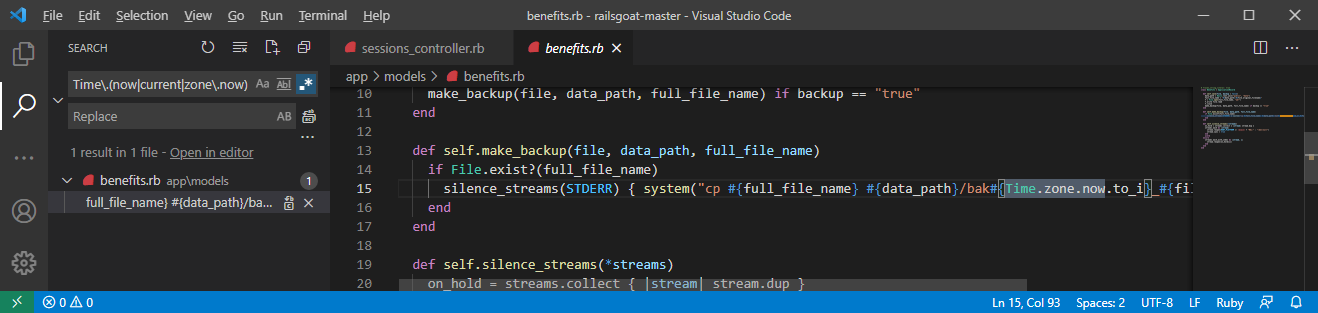 File Edit Selection View Go Run Terminal Help benefits.rb - railsgoat-master - Visual Studio Code
SEARCH
sessions_controller.rb benefits.rb
Time\.(now|current|zone\.now) Aa Abl .*
app > models > benefits.rb
Replace AB
1 result in 1 file - Open in editor
benefits.rb app\models 1
full_file_name} #{data_path}/ba...
10 make_backup(file, data_path, full_file_name) if backup == "true"
11 end
12
13 def self.make_backup(file, data_path, full_file_name)
14 if File.exist?(full_file_name)
15 silence_streams(STDERR) { system("cp #{full_file_name} #{data_path}/bak#{Time.zone.now.to_i}_#{fil
16 end
17 end
18
19 def self.silence_streams(*streams)
20 on_hold = streams.collect { |stream| stream.dup }
0 0 Ln 15, Col 93 Spaces: 2 UTF-8 LF Ruby